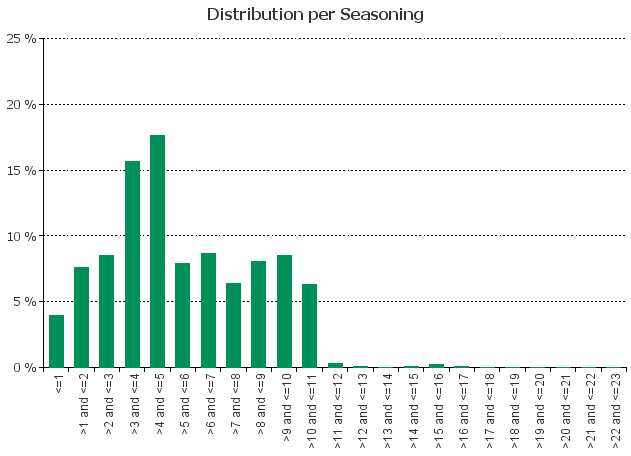 Distribution per Seasoning
25 %
20 %
15 %
10 %
5 %
0 %
<=1
>1 and <=2
>2 and <=3
>3 and <=4
>4 and <=5
>5 and <=6
>6 and <=7
>7 and <=8
>8 and <=9
>9 and <=10
>10 and <=11
>11 and <=12
>12 and <=13
>13 and <=14
>14 and <=15
>15 and <=16
>16 and <=17
>17 and <=18
>18 and <=19
>19 and <=20
>20 and <=21
>21 and <=22
>22 and <=23